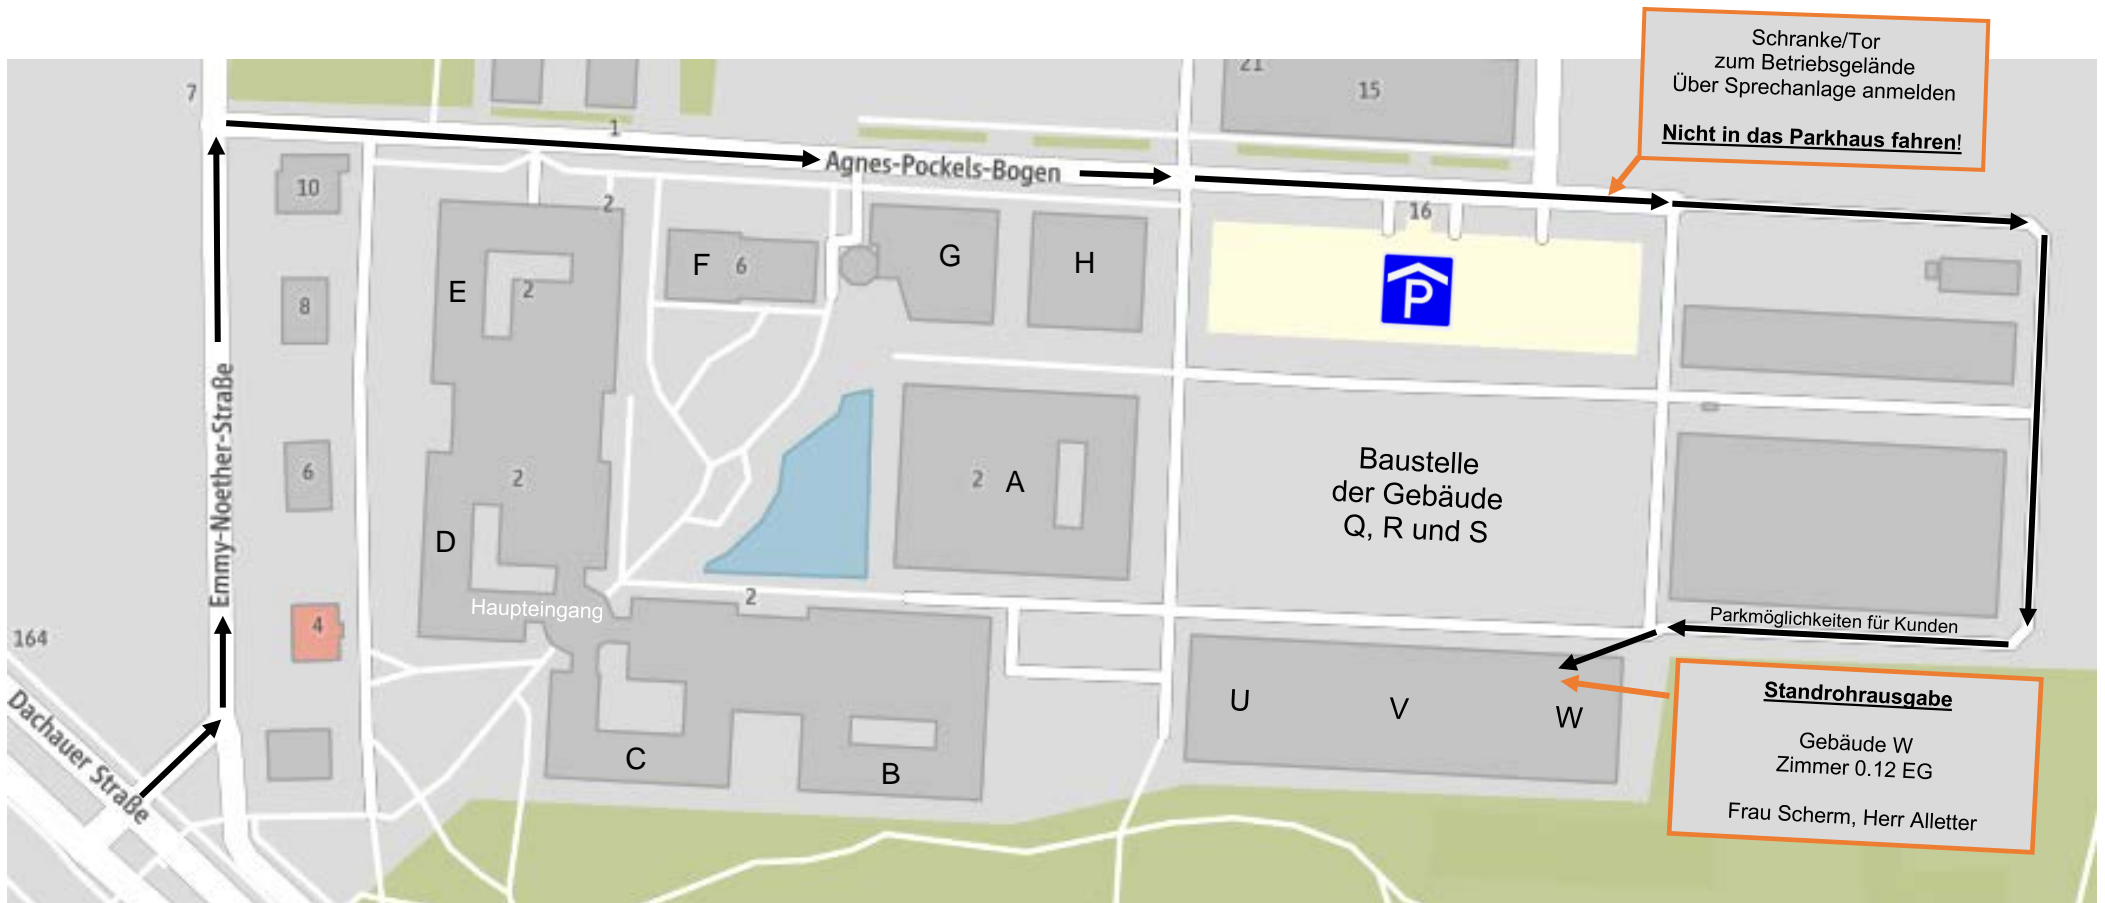 Schranke/Tor
zum Betriebsgelände
Über Sprechanlage anmelden
Nicht in das Parkhaus fahren!
7
21
15
1
Agnes-Pockels-Bogen
10
2
16
F
6
G
H
E
2
P
8
Emmy-Noether-Straße
6
2
D
2
A
Baustelle
der Gebäude
Q, R und S
Haupteingang
2
4
164
Parkmöglichkeiten für Kunden
Dachauer Straße
U
V
W
C
B
Standrohrausgabe
Gebäude W
Zimmer 0.12 EG
Frau Scherm, Herr Alletter